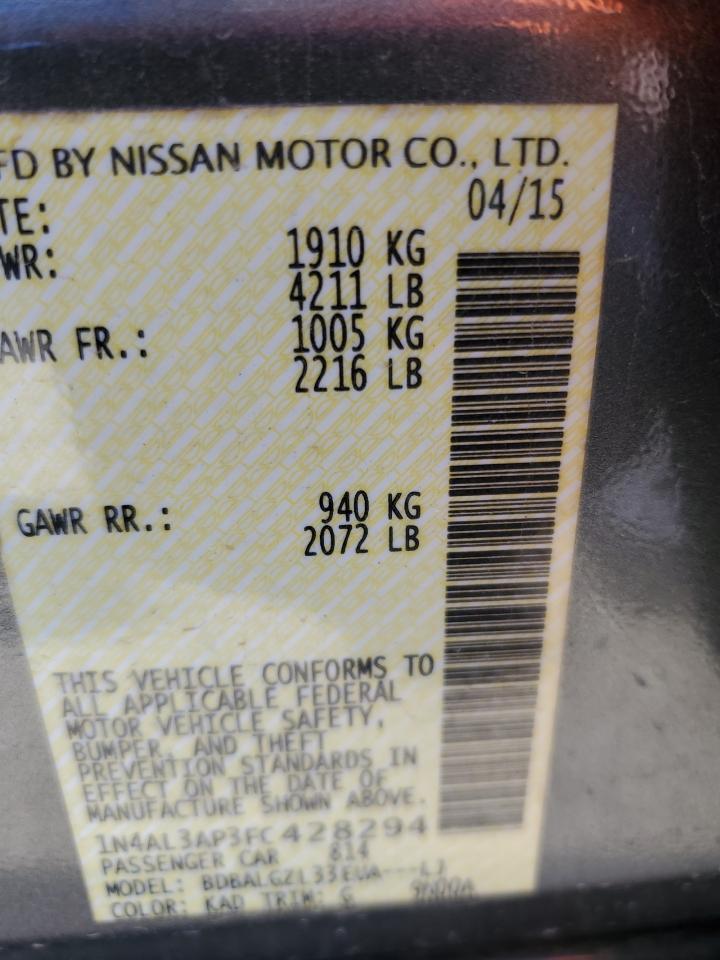 FD BY NISSAN MOTOR CO., LTD.
TE: 04/15
WR: 1910 KG
4211 LB
AWR FR.: 1005 KG
2216 LB
GAWR RR.: 940 KG
2072 LB
THIS VEHICLE CONFORMS TO
ALL APPLICABLE FEDERAL
MOTOR VEHICLE SAFETY,
BUMPER, AND THEFT
PREVENTION STANDARDS IN
EFFECT ON THE DATE OF
MANUFACTURE SHOWN ABOVE.
1N4AL3AP3FC428294
PASSENGER CAR 614
MODEL:
COLOR: KAD TRIM: G